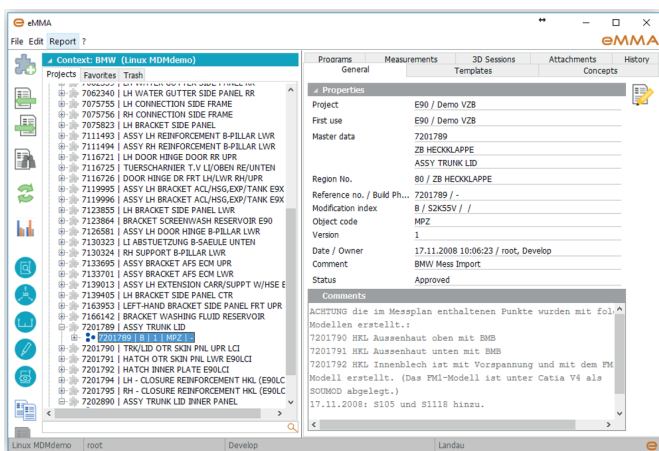 eMMA
File Edit Report ?
eMMA
Context: BMW (Linux MDMdemo)
Projects Favorites Trash
7062340 | LH WATER GUTTER SIDE PANEL RR
7075755 | LH CONNECTION SIDE FRAME
7075756 | RH CONNECTION SIDE FRAME
7075823 | LH BRACKET SIDE PANEL
7111493 | ASSY LH REINFORCEMENT B-PILLAR LWR
7111494 | ASSY RH REINFORCEMENT B-PILLAR LWR
7116721 | LH DOOR HINGE DOOR RR UPR
7116725 | TUERSCHARNIER T.V LI/OBEN RE/UNTEN
7116726 | DOOR HINGE DR FRT LH/LWR RH/UPR
7119995 | ASSY LH BRACKET ACL/HSG,EXP/TANK E9X
7119996 | ASSY LH BRACKET ACL/HSG,EXP/TANK E9X
7123855 | LH BRACKET SIDE PANEL LWR
7123864 | BRACKET SCREENWASH RESERVOIR E90
7126581 | ASSY LH DOOR HINGE B-PILLAR LWR
7130323 | LI ABSTUETZUNG B-SAEULE UNTEN
7130324 | RH SUPPORT B-PILLAR LWR
7133695 | ASSY BRACKET AFS ECM UPR
7133701 | ASSY BRACKET AFS ECM LWR
7139013 | ASSY LH EXTENSION CARR/SUPPT W/HSE E
7139405 | LH BRACKET SIDE PANEL CTR
7163953 | LEFT-HAND BRACKET SIDE PANEL FRT UPR
7166142 | BRACKET WASHING FLUID RESERVOIR
7201789 | ASSY TRUNK LID
7201789 | B | 1 | MPZ | -
7201790 | TRK/LID OTR SKIN PNL UPR LCI
7201791 | HATCH OTR SKIN PNL LWR E90LCI
7201792 | HATCH INNER PLATE E90LCI
7201794 | LH - CLOSURE REINFORCEMENT HKL (E90LC
7201795 | RH - CLOSURE REINFORCEMENT HKL (E90LC
7202890 | ASSY TRUNK LID INNER PANEL
Programs Measurements 3D Sessions Attachments History
General Templates Concepts
Properties
Project E90 / Demo VZB
First use E90 / Demo VZB
Master data 7201789
ZB HECKKLAPPE
ASSY TRUNK LID
Region No. 80 / ZB HECKKLAPPE
Reference no. / Build Ph... 7201789 / -
Modification index B / S2K55V / /
Object code MPZ
Version 1
Date / Owner 17.11.2008 10:06:23 / root, Develop
Comment BMW Mess Import
Status Approved
Comments
ACHTUNG die im Messplan enthaltenen Punkte wurden mit fol
Modellen erstellt.:
7201790 HKL Aussenhaut oben mit BMB
7201791 HKL Aussenhaut unten mit BMB
7201792 HKL Innenblech ist mit Vorspannung und mit dem FM
Modell erstellt. (Das FM1-Modell ist unter Catia V4 als
SOUMOD abgelegt.)
17.11.2008: S105 und S1118 hinzu.
Linux MDMdemo root Develop Landau